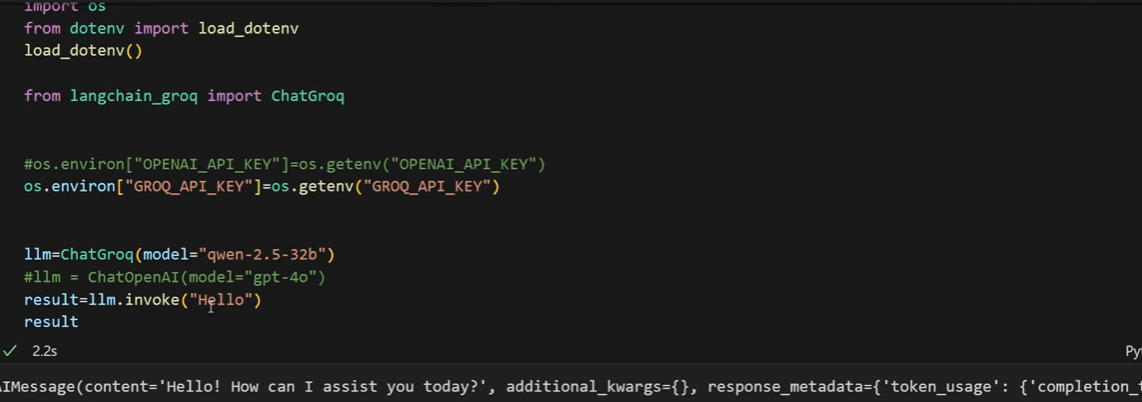 import os
from dotenv import load_dotenv
load_dotenv()
from langchain_groq import ChatGroq
#os.environ["OPENAI_API_KEY"]=os.getenv("OPENAI_API_KEY")
os.environ["GROQ_API_KEY"]=os.getenv("GROQ_API_KEY")
llm=ChatGroq(model="qwen-2.5-32b")
#llm = ChatOpenAI(model="gpt-4o")
result=llm.invoke("Hello")
result
2.2s
AIMessage(content='Hello! How can I assist you today?', additional_kwargs={}, response_metadata={'token_usage': {'completion_